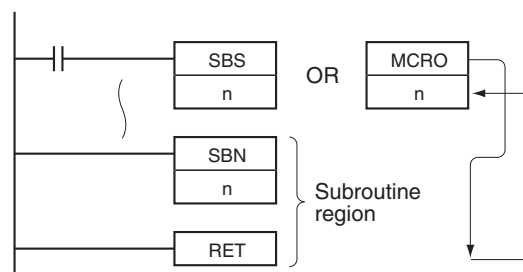 SBS
n
OR
MCRO
n
SBN
n
Subroutine
region
RET